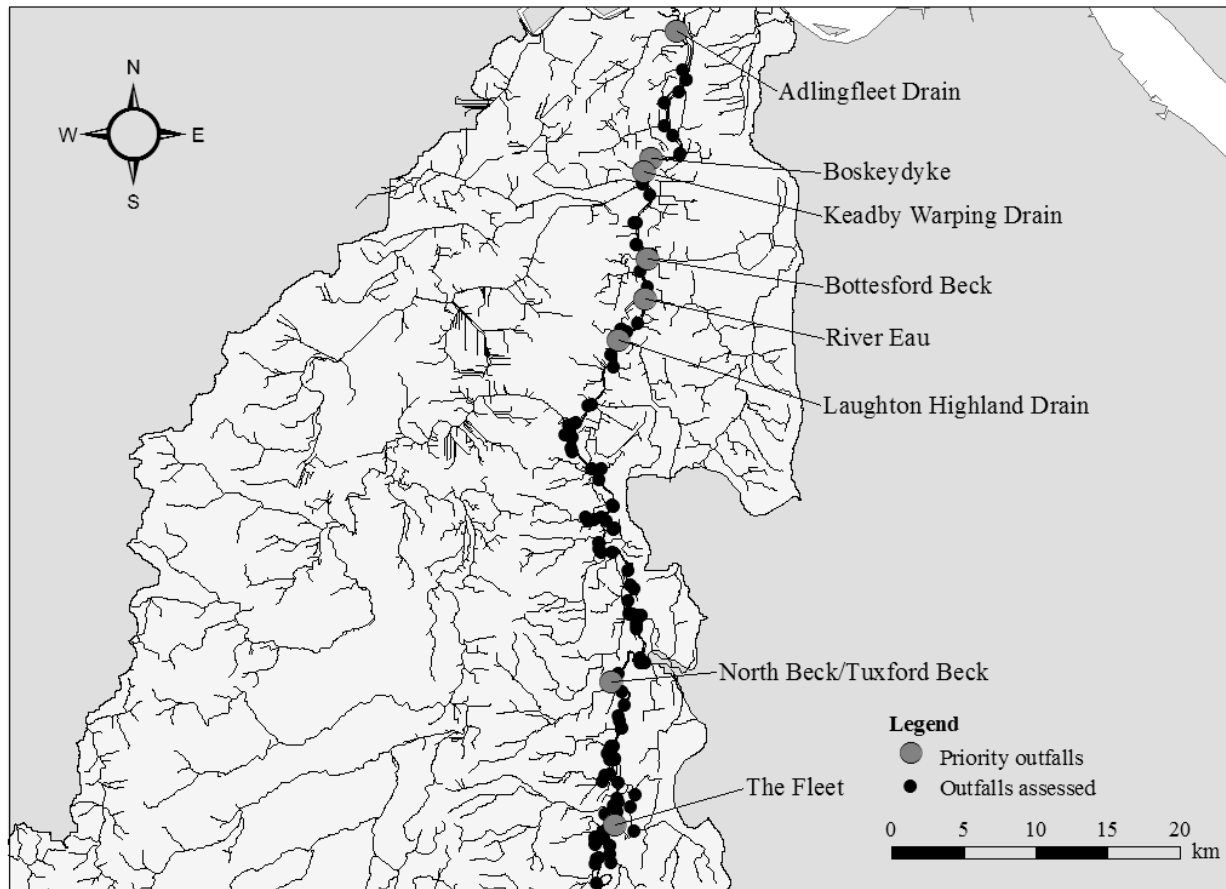 N
W
E
S
Adlingfleet Drain
Boskeydyke
Keadby Warping Drain
Bottesford Beck
River Eau
Laughton Highland Drain
North Beck/Tuxford Beck
The Fleet
Legend
Priority outfalls
Outfalls assessed
0 5 10 15 20
km